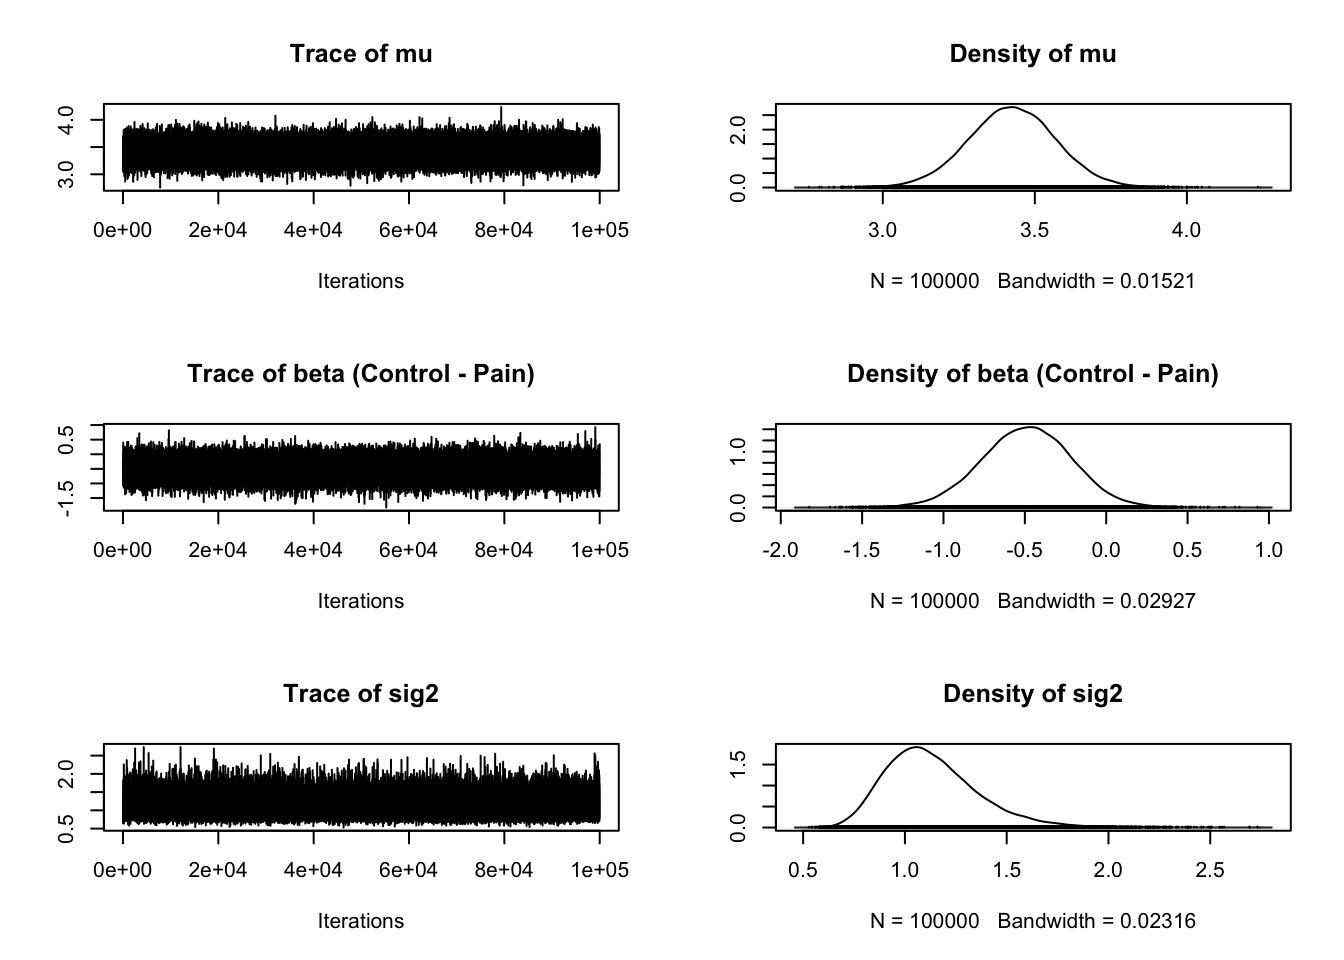 Trace of mu
4.0
3.0
0e+00 2e+04 4e+04 6e+04 8e+04 1e+05
Iterations
Density of mu
2.0
0.0
3.0 3.5 4.0
N = 100000 Bandwidth = 0.01521
Trace of beta (Control - Pain)
0.5
-1.5
0e+00 2e+04 4e+04 6e+04 8e+04 1e+05
Iterations
Density of beta (Control - Pain)
1.0
0.0
-2.0 -1.5 -1.0 -0.5 0.0 0.5 1.0
N = 100000 Bandwidth = 0.02927
Trace of sig2
2.0
0.5
0e+00 2e+04 4e+04 6e+04 8e+04 1e+05
Iterations
Density of sig2
1.5
0.0
0.5 1.0 1.5 2.0 2.5
N = 100000 Bandwidth = 0.02316